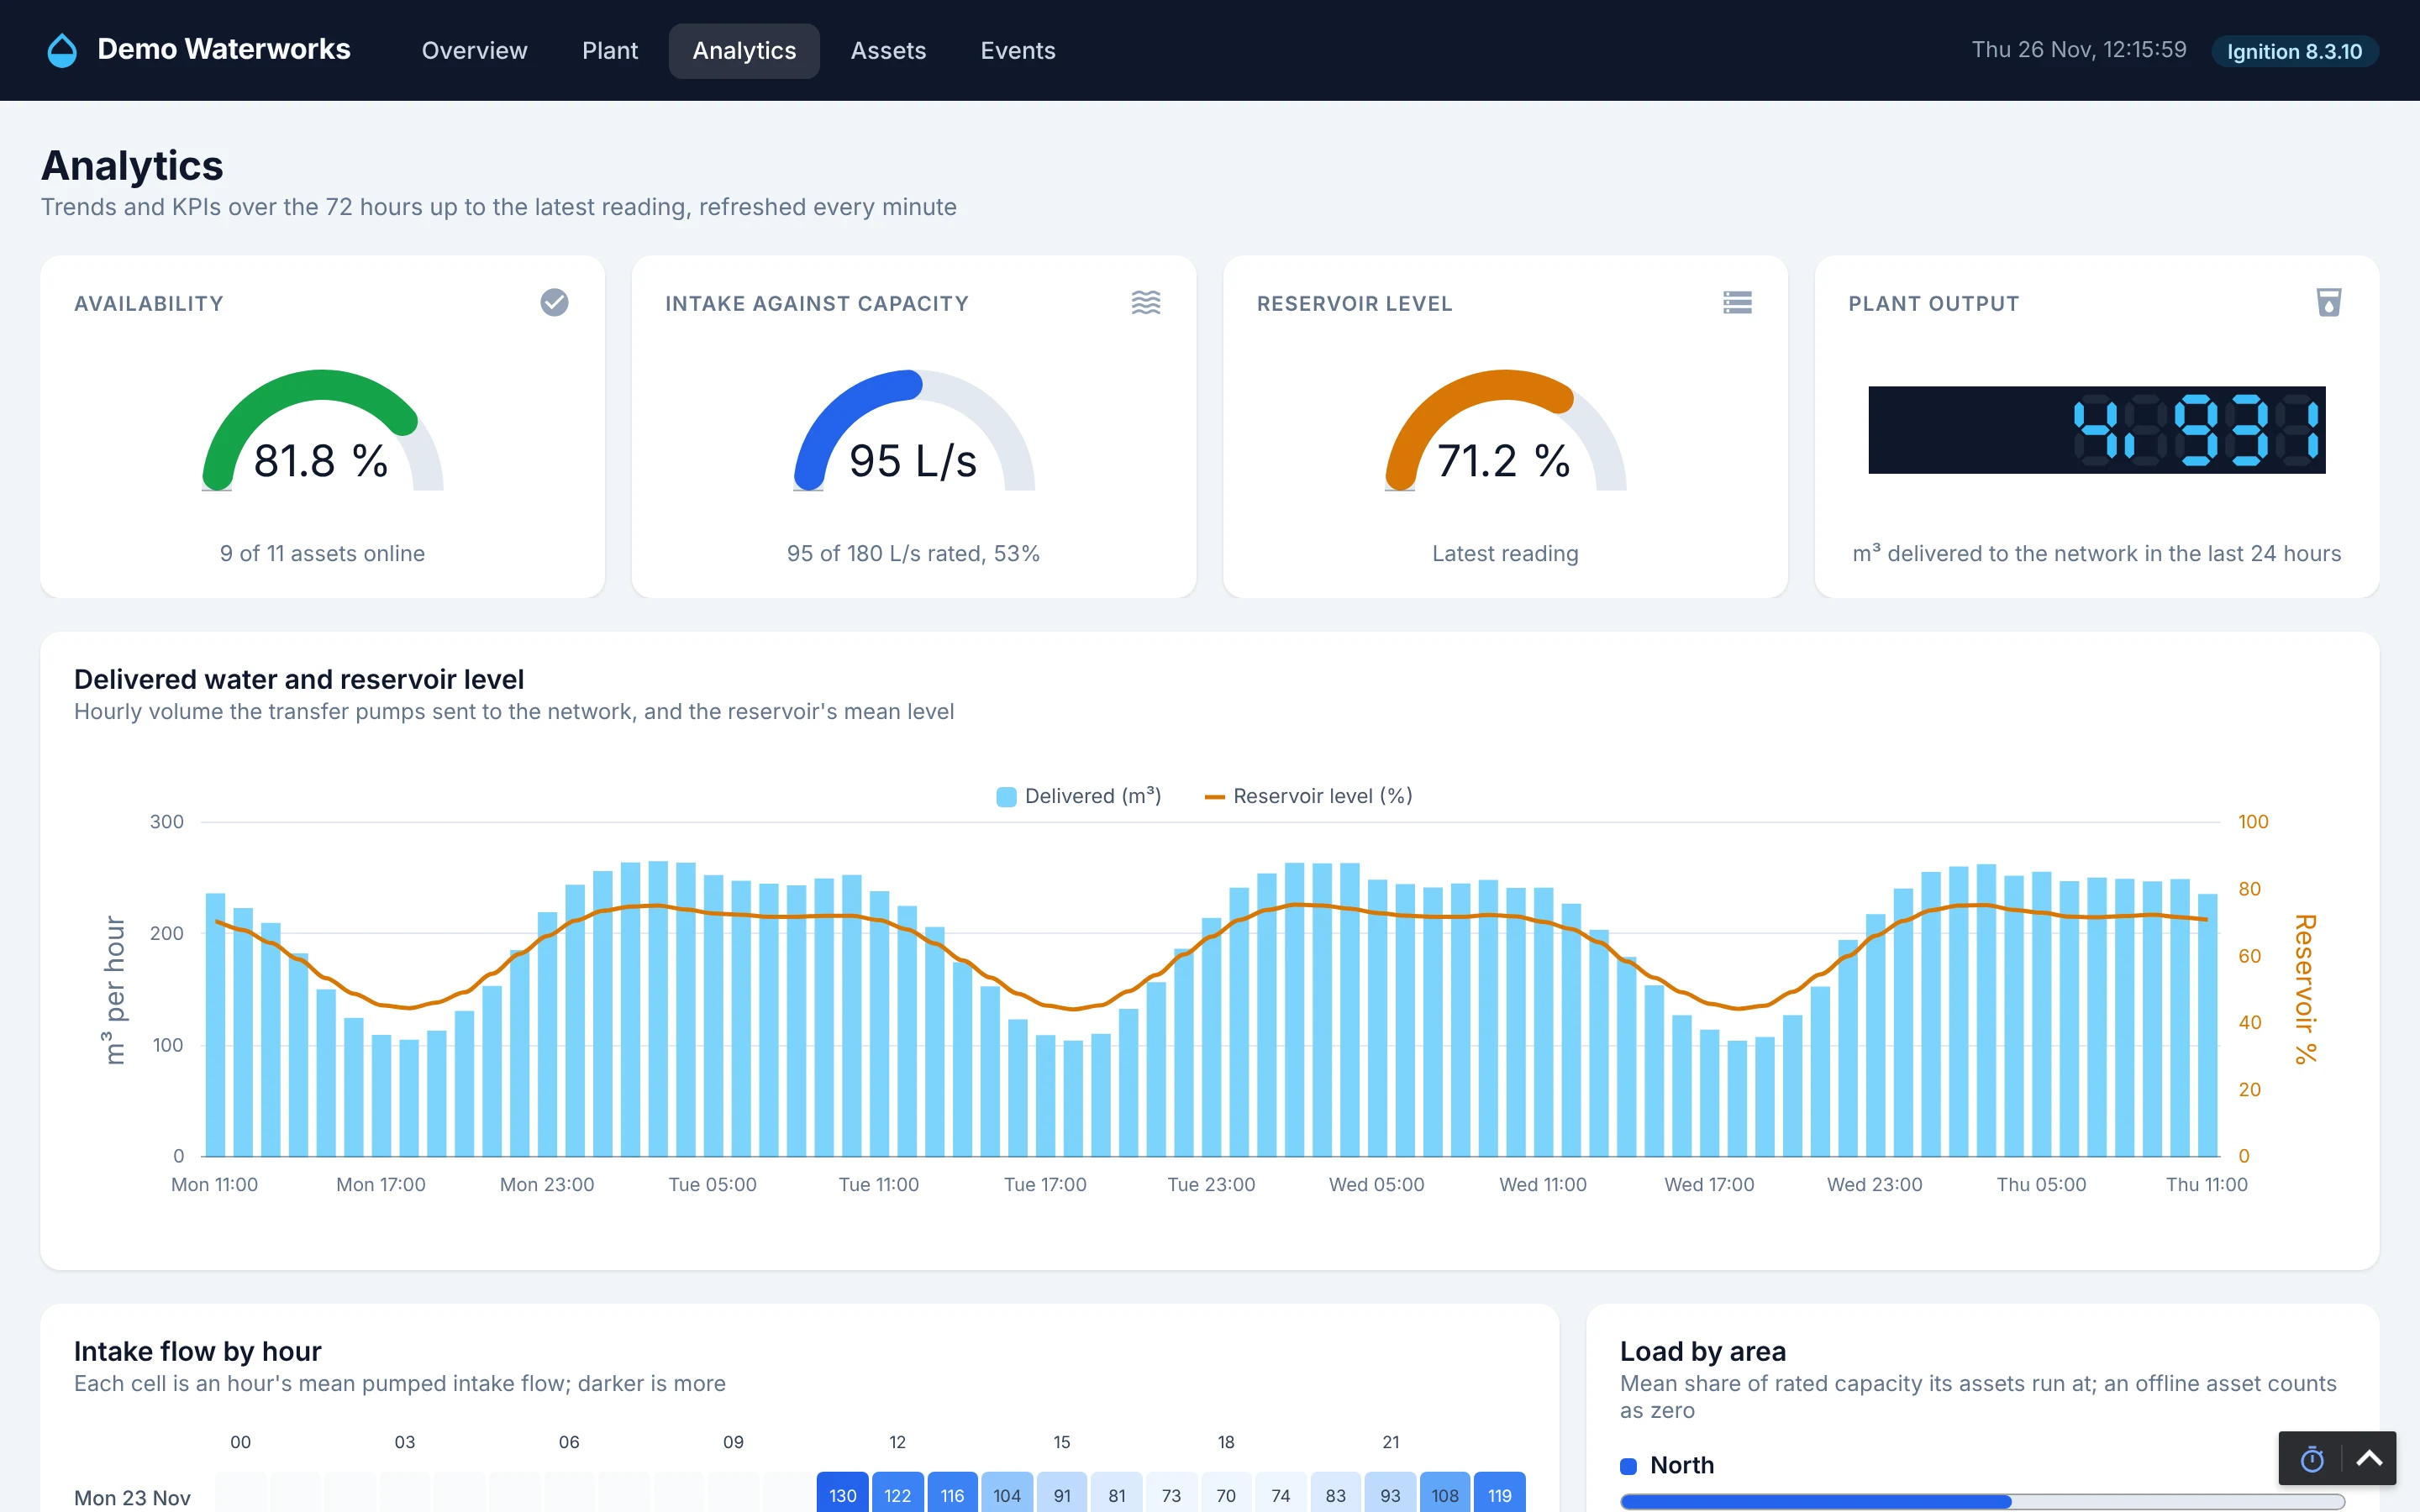 Demo Waterworks
Overview
Plant
Analytics
Assets
Events
Thu 26 Nov, 12:15:59
Ignition 8.3.10
Analytics
Trends and KPIs over the 72 hours up to the latest reading, refreshed every minute
AVAILABILITY
81.8 %
9 of 11 assets online
INTAKE AGAINST CAPACITY
95 L/s
95 of 180 L/s rated, 53%
RESERVOIR LEVEL
71.2 %
Latest reading
PLANT OUTPUT
4,931
m³ delivered to the network in the last 24 hours
Delivered water and reservoir level
Hourly volume the transfer pumps sent to the network, and the reservoir's mean level
Delivered (m³)
Reservoir level (%)
m³ per hour
300
200
100
0
100
80
60
40
20
0
Reservoir %
Mon 11:00
Mon 17:00
Mon 23:00
Tue 05:00
Tue 11:00
Tue 17:00
Tue 23:00
Wed 05:00
Wed 11:00
Wed 17:00
Wed 23:00
Thu 05:00
Thu 11:00
Intake flow by hour
Each cell is an hour's mean pumped intake flow; darker is more
00 03 06 09 12 15 18 21
Mon 23 Nov 130 122 116 104 91 81 73 70 74 83 93 108 119
Load by area
Mean share of rated capacity its assets run at; an offline asset counts
as zero
North